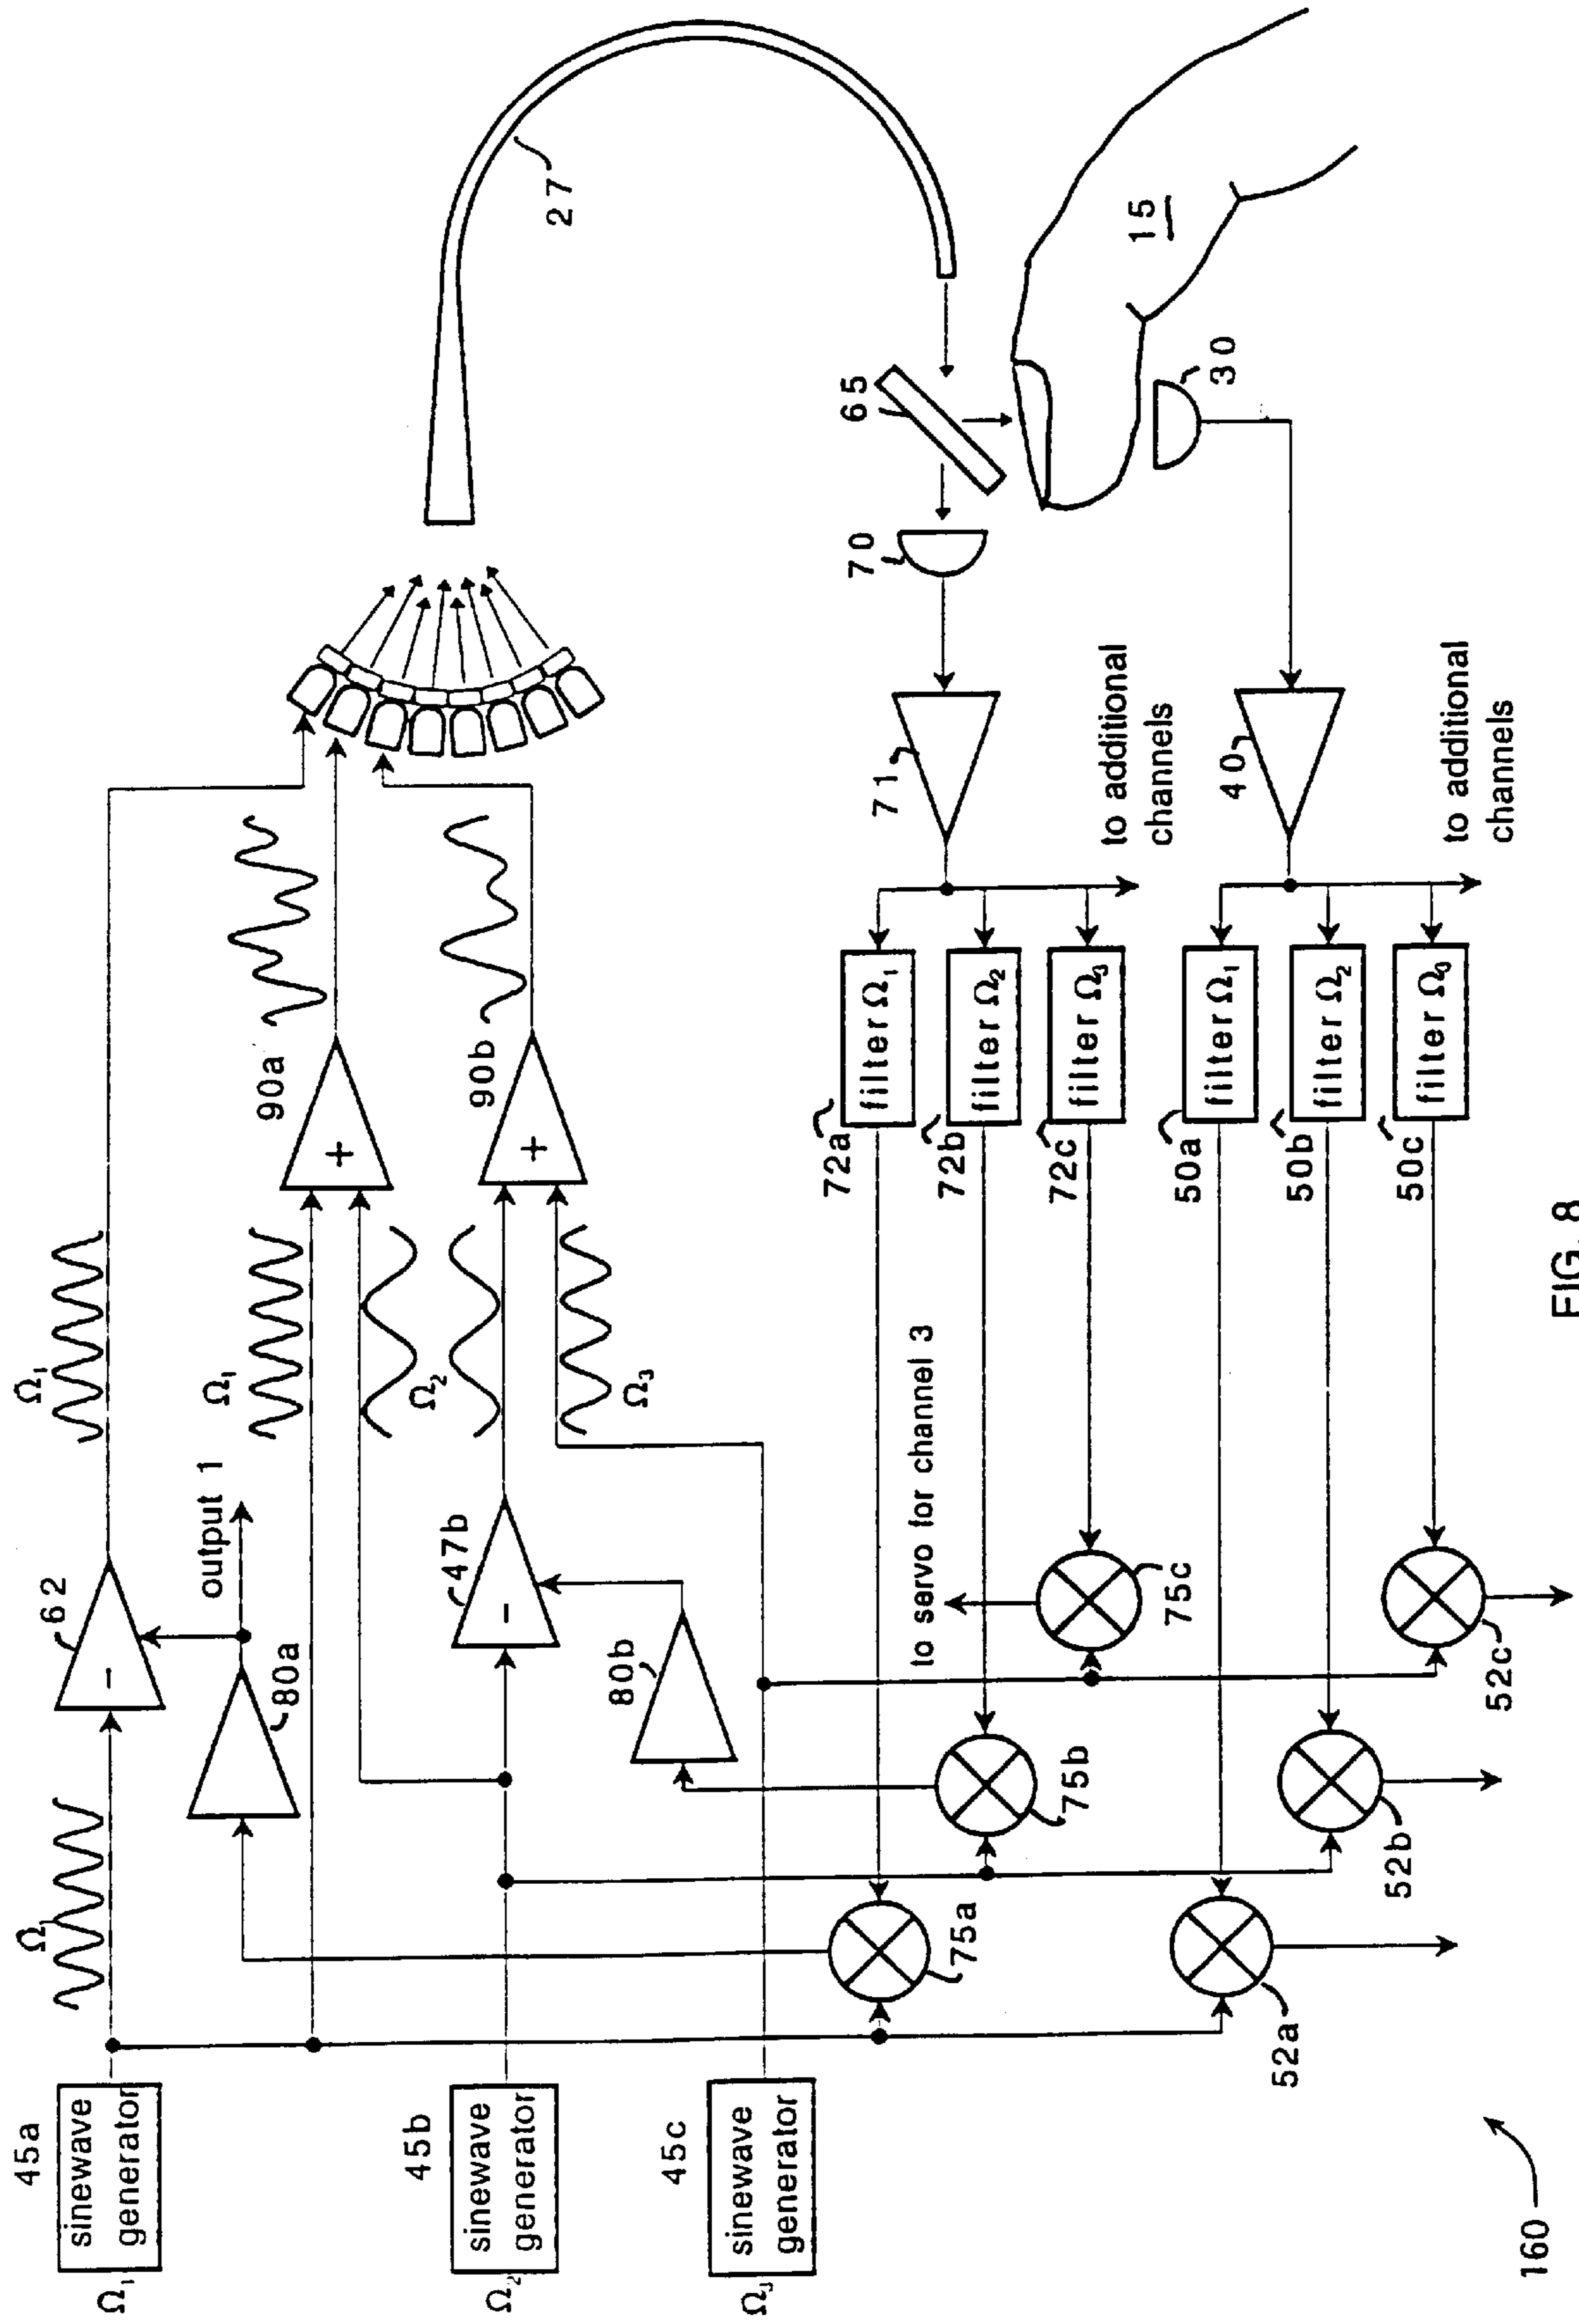 45a
sinewave
generator
Ω₁
45b
sinewave
generator
Ω₂
45c
sinewave
generator
Ω₃
160
Ω
62
Ω₁
80a
output 1
Ω₁
90a
Ω₂
47b
90b
Ω₃
80b
27
to servo for channel 3
75a
75b
75c
72a
filter Ω₁
72b
filter Ω₂
72c
filter Ω₃
71
70
65
15
to additional
channels
52a
52b
52c
50a
filter Ω₁
50b
filter Ω₂
50c
filter Ω₀
40
30
to additional
channels
FIG. 8